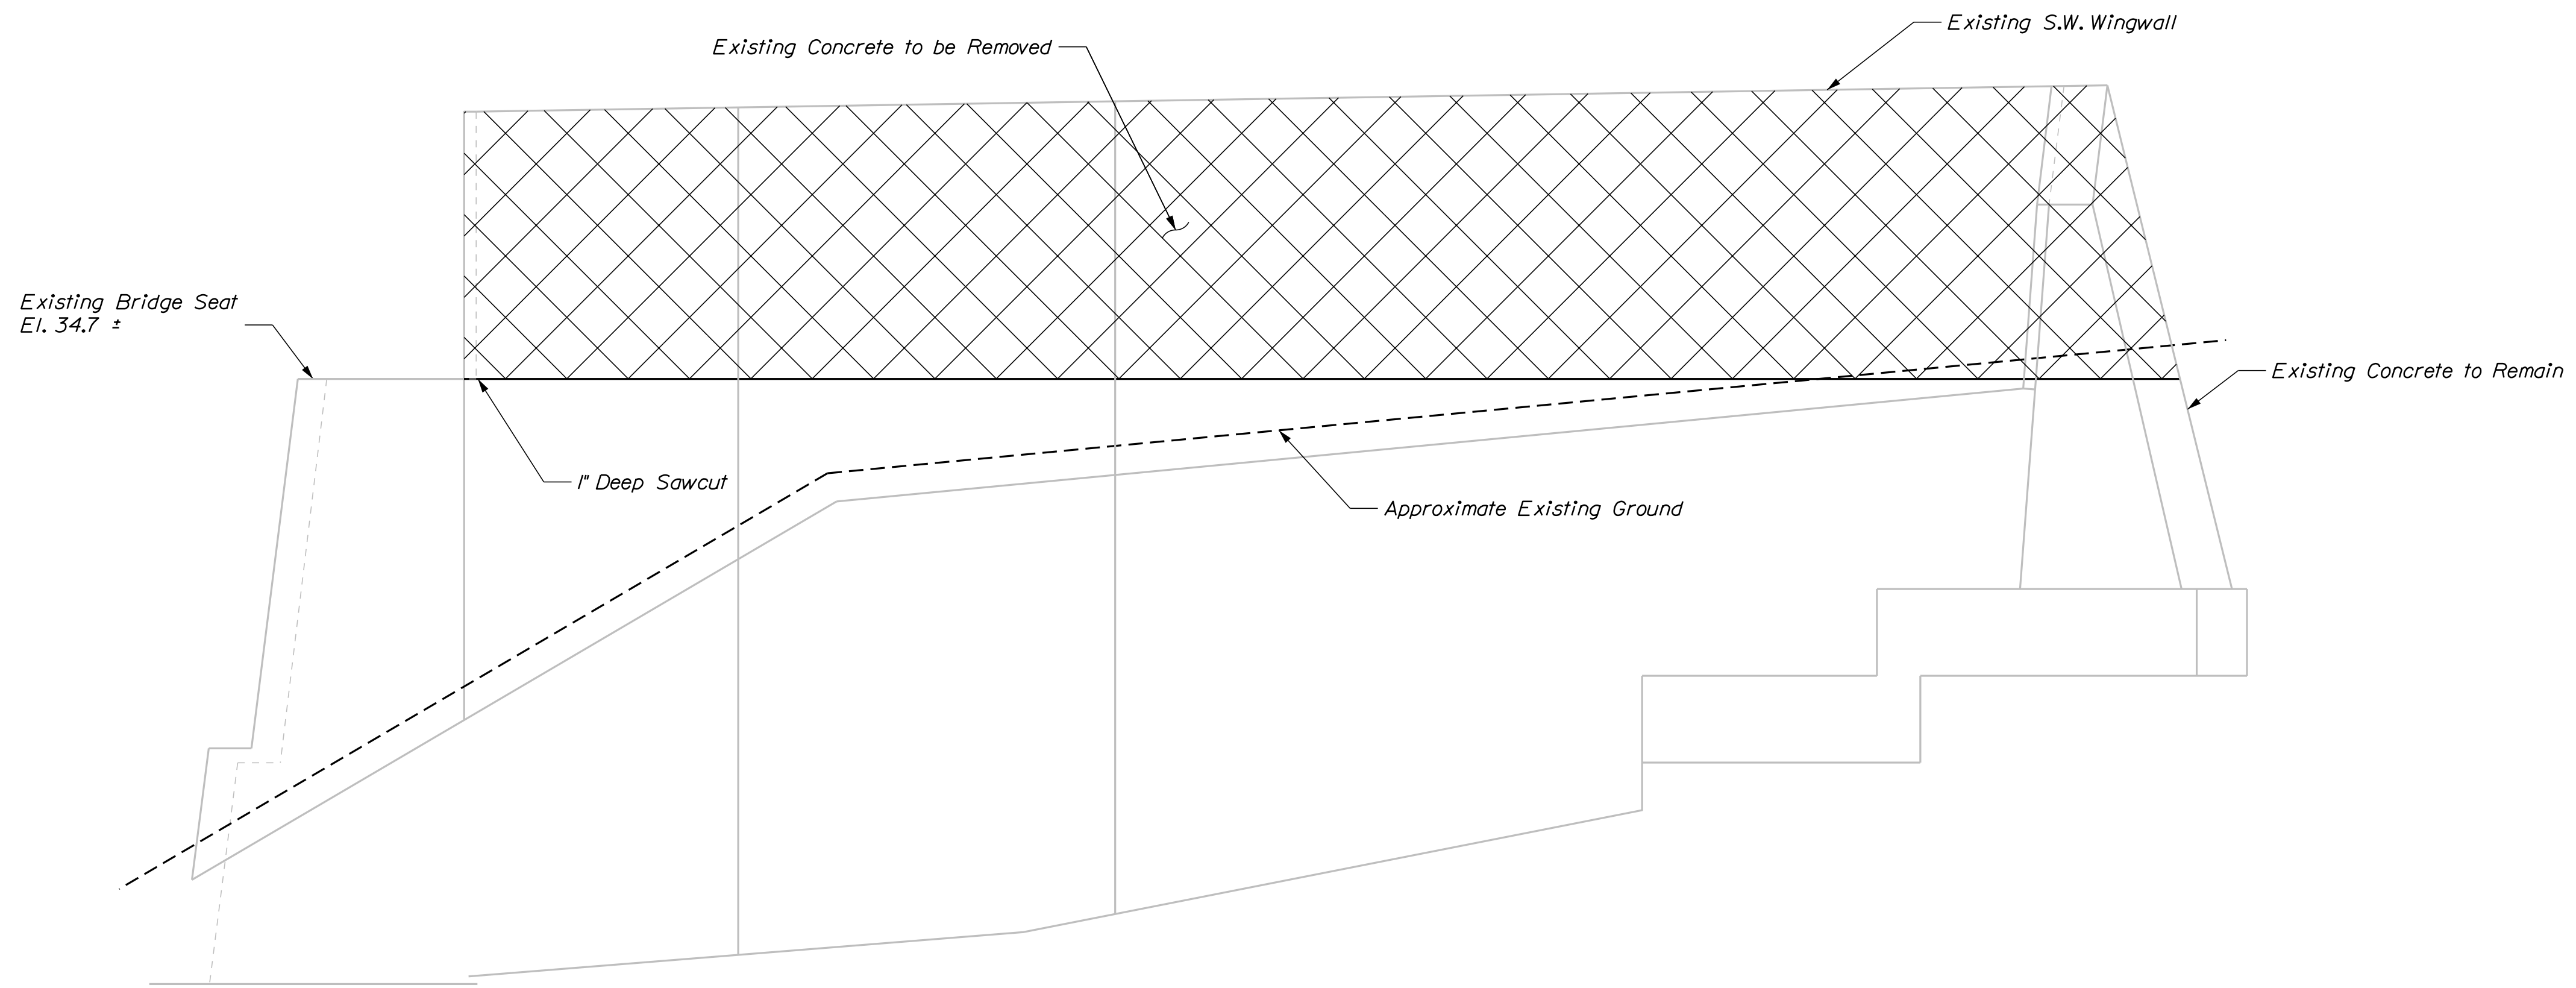 Existing S.W. Wingwall
Existing Concrete to be Removed
Existing Bridge Seat
El. 34.7 ±
Existing Concrete to Remain
1" Deep Sawcut
Approximate Existing Ground